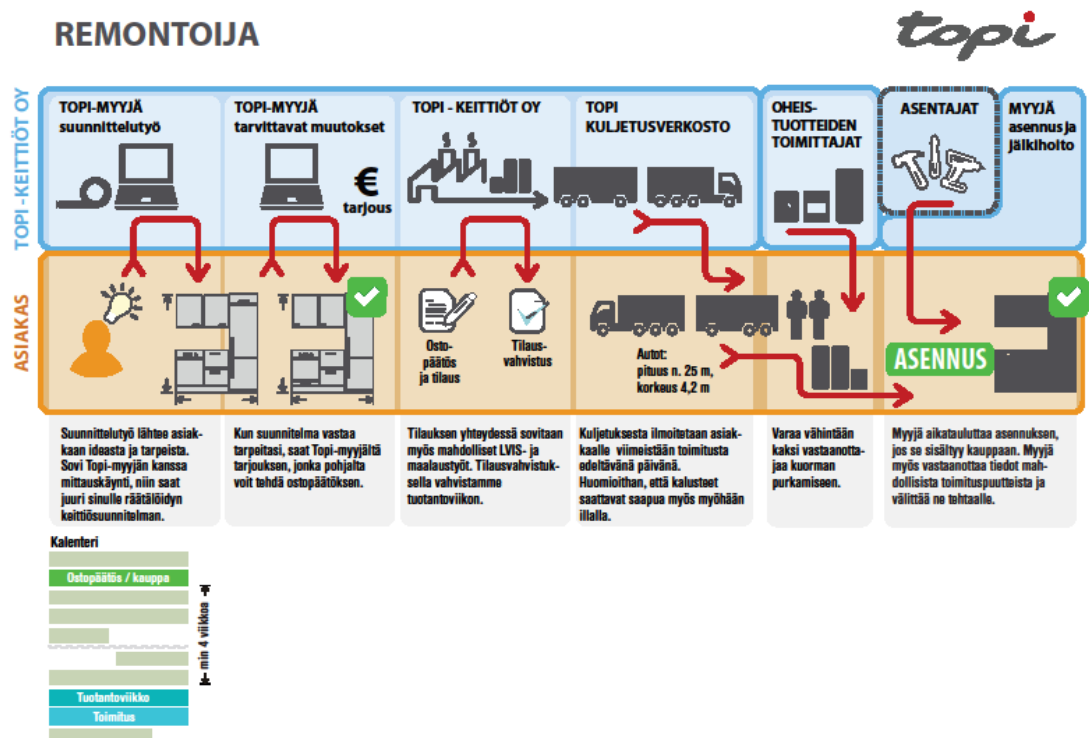 REMONTOIJA
topi
TOPI - KEITTIÖT OY
TOPI-MYYJÄ
suunnittelutyö
TOPI-MYYJÄ
tarvittavat muutokset
€
tarjous
TOPI - KEITTIÖT OY
TOPI
KULJETUSVERKOSTO
OHEIS-
TUOTTEIDEN
TOIMITTAJAT
ASENTAJAT
MYYJÄ
asennus ja
jälkihoito
ASIAKAS
Osto-
päätös
ja tilaus
Tilaus-
vahvistus
Autot:
pituus n. 25 m,
korkeus 4,2 m
ASENNUS
Suunnittelutyö lähtee asiak-
kaan ideasta ja tarpeista.
Sovi Topi-myyjän kanssa
mittauskäynti, niin saat
juuri sinulle räätälöidyn
keittiösuunnitelman.
Kun suunnitelma vastaa
tarpeitasi, saat Topi-myyjältä
tarjouksen, jonka pohjalta
voit tehdä ostopäätöksen.
Tilauksen yhteydessä sovitaan
myös mahdolliset LVIS- ja
maalaustyöt. Tilausvahvistuk-
sella vahvistamme
tuotantoviikon.
Kuljetuksesta ilmoitetaan asiak-
kaalle viimeistään toimitusta
edeltävänä päivänä.
Huomioithan, että kalusteet
saattavat saapua myös myöhään
illalla.
Varaa vähintään
kaksi vastaanotta-
jaa kuorman
purkamiseen.
Myyjä aikatauluttaa asennuksen,
jos se sisältyy kauppaan. Myyjä
myös vastaanottaa tiedot mah-
dollisista toimituspuutteista ja
välittää ne tehtaalle.
Kalenteri
Ostopäätös / kauppa
min 4 viikkoa
Tuotantoviikko
Toimitus